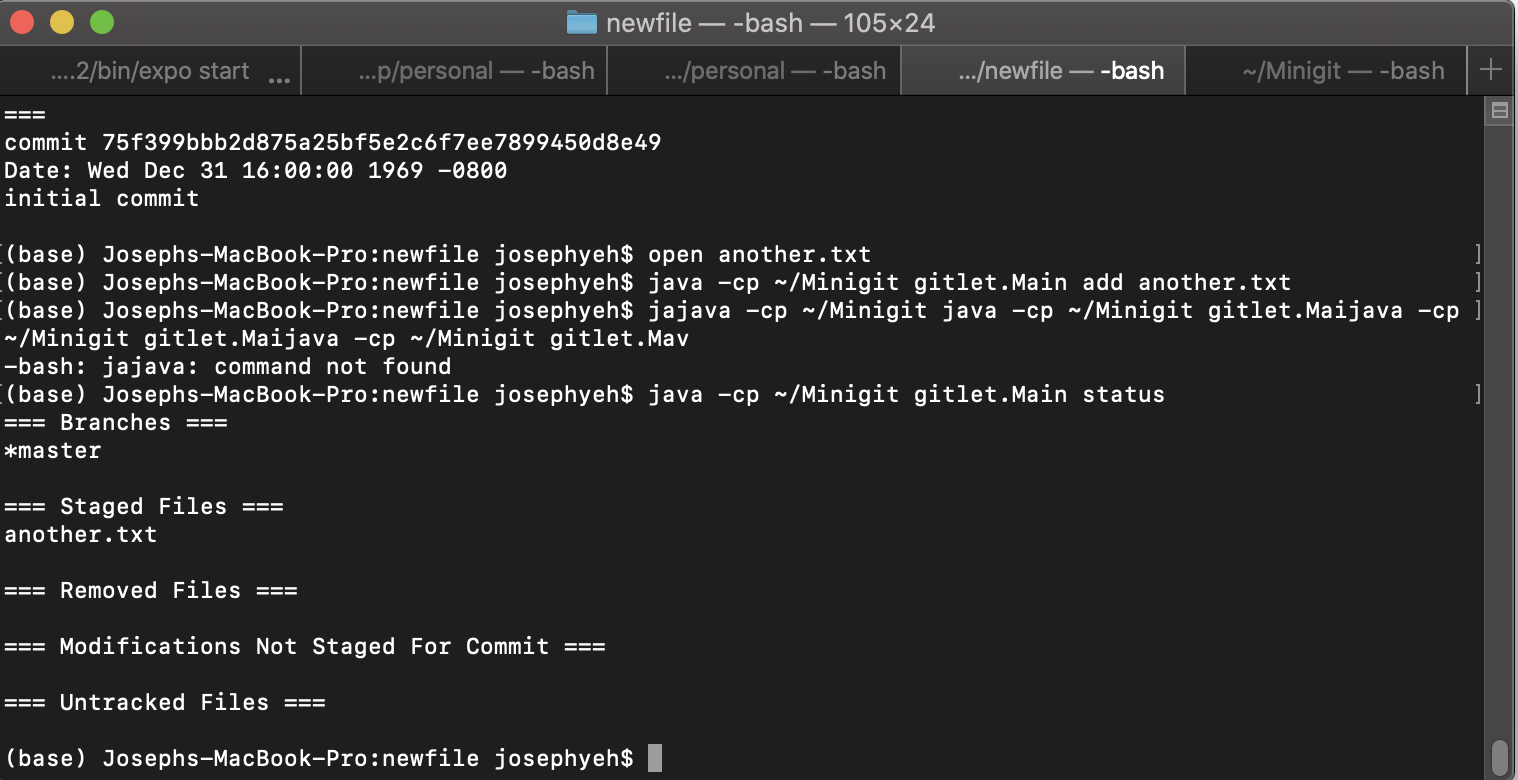 newfile — -bash — 105×24
....2/bin/expo start ...
...p/personal — -bash
.../personal — -bash
.../newfile — -bash
~/Minigit — -bash
===
commit 75f399bbb2d875a25bf5e2c6f7ee7899450d8e49
Date: Wed Dec 31 16:00:00 1969 -0800
initial commit
[(base) Josephs-MacBook-Pro:newfile josephyeh$ open another.txt ]
[(base) Josephs-MacBook-Pro:newfile josephyeh$ java -cp ~/Minigit gitlet.Main add another.txt ]
[(base) Josephs-MacBook-Pro:newfile josephyeh$ jajava -cp ~/Minigit java -cp ~/Minigit gitlet.Maijava -cp ]
~/Minigit gitlet.Maijava -cp ~/Minigit gitlet.Mav
-bash: jajava: command not found
[(base) Josephs-MacBook-Pro:newfile josephyeh$ java -cp ~/Minigit gitlet.Main status ]
=== Branches ===
*master
=== Staged Files ===
another.txt
=== Removed Files ===
=== Modifications Not Staged For Commit ===
=== Untracked Files ===
(base) Josephs-MacBook-Pro:newfile josephyeh$